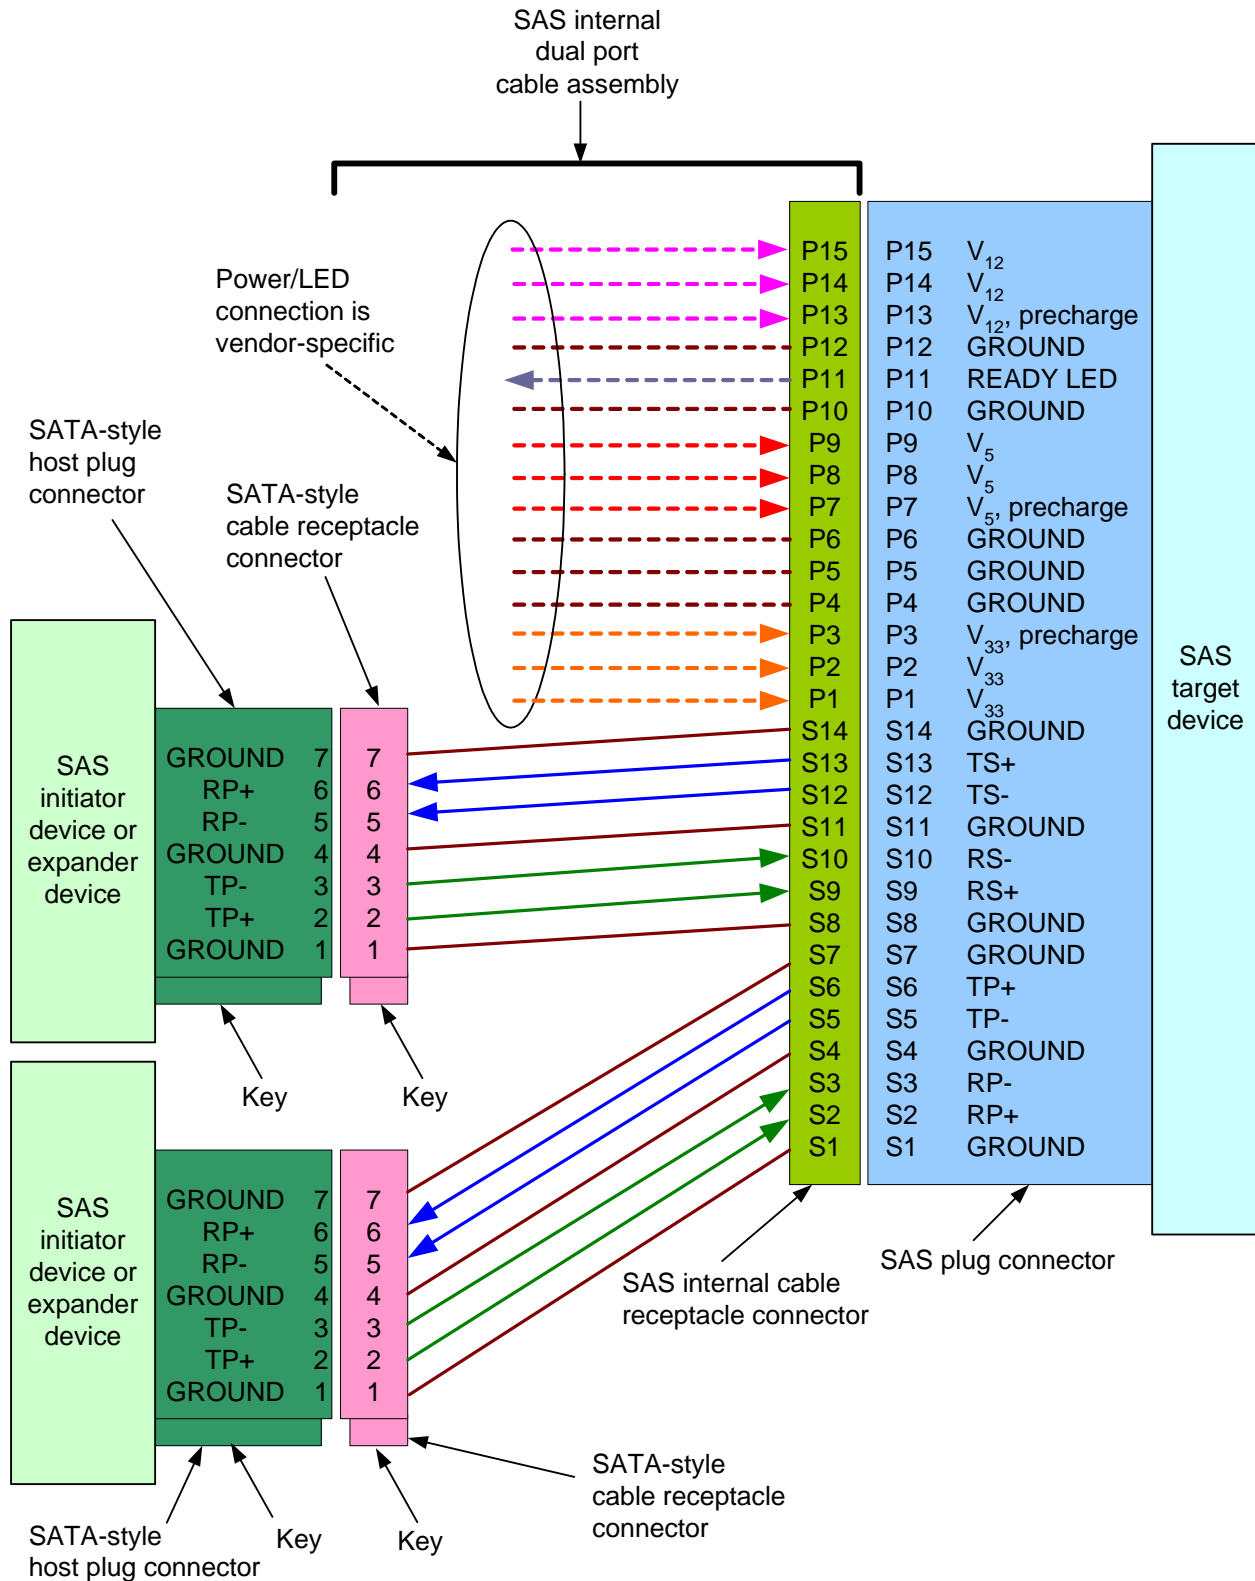 SAS internal
dual port
cable assembly
Power/LED
connection is
vendor-specific
SATA-style
host plug
connector
SATA-style
cable receptacle
connector
P15 P15 V12
P14 P14 V12
P13 P13 V12, precharge
P12 P12 GROUND
P11 P11 READY LED
P10 P10 GROUND
P9 P9 V5
P8 P8 V5
P7 P7 V5, precharge
P6 P6 GROUND
P5 P5 GROUND
P4 P4 GROUND
P3 P3 V33, precharge
P2 P2 V33
P1 P1 V33
S14 S14 GROUND
S13 S13 TS+
S12 S12 TS-
S11 S11 GROUND
S10 S10 RS-
S9 S9 RS+
S8 S8 GROUND
S7 S7 GROUND
S6 S6 TP+
S5 S5 TP-
S4 S4 GROUND
S3 S3 RP-
S2 S2 RP+
S1 S1 GROUND
SAS
target
device
SAS
initiator
device or
expander
device
GROUND 7 7
RP+ 6 6
RP- 5 5
GROUND 4 4
TP- 3 3
TP+ 2 2
GROUND 1 1
Key
Key
SAS
initiator
device or
expander
device
GROUND 7 7
RP+ 6 6
RP- 5 5
GROUND 4 4
TP- 3 3
TP+ 2 2
GROUND 1 1
SAS internal cable
receptacle connector
SAS plug connector
SATA-style
host plug connector
Key
Key
SATA-style
cable receptacle
connector